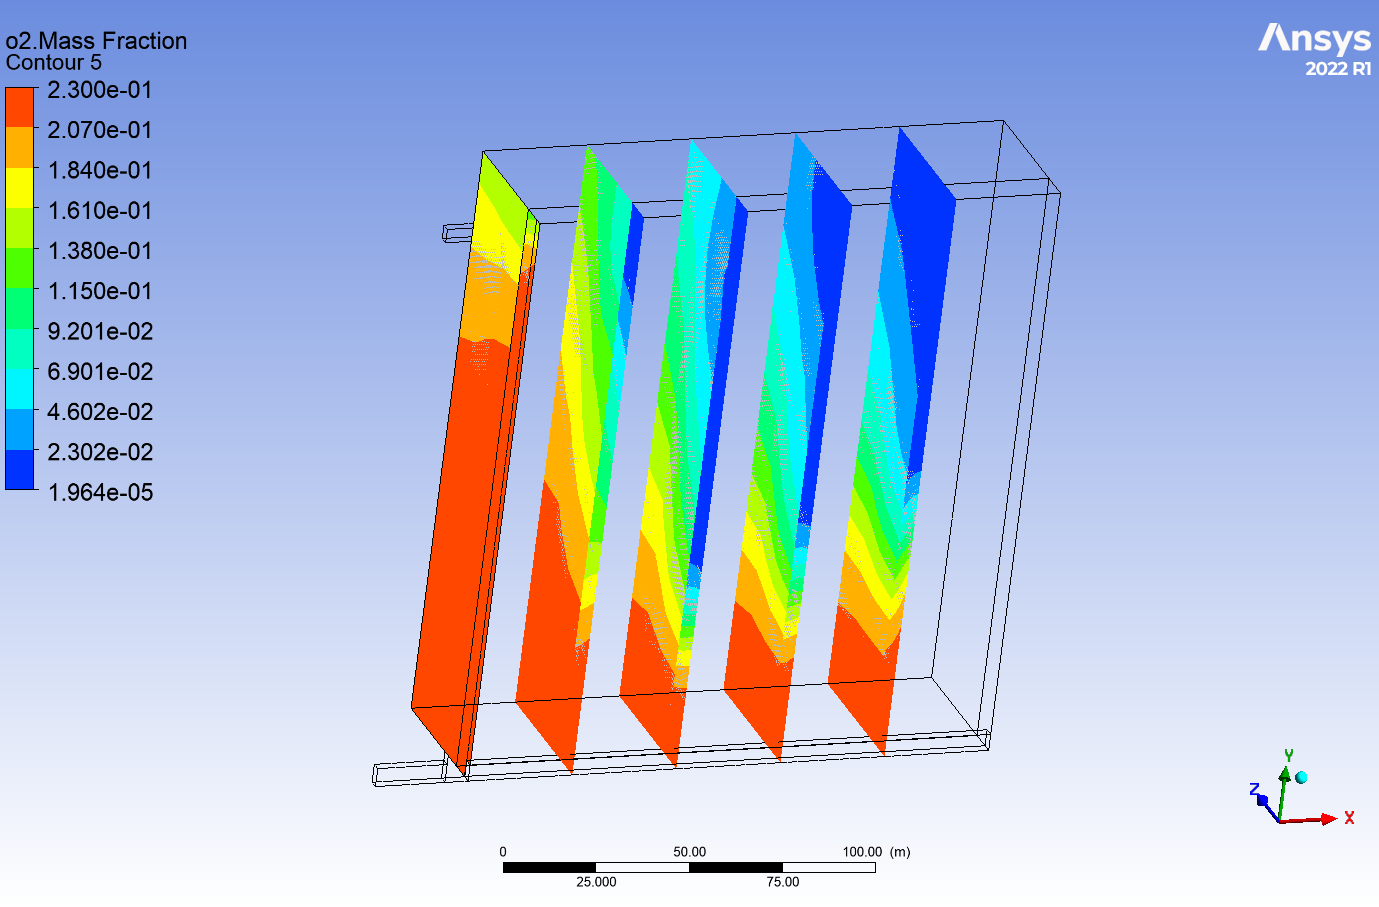 o2.Mass Fraction
Contour 5
2.300e-01
2.070e-01
1.840e-01
1.610e-01
1.380e-01
1.150e-01
9.201e-02
6.901e-02
4.602e-02
2.302e-02
1.964e-05
Ansys
2022 R1
Y
Z
X
0 50.00 100.00 (m)
25.000 75.00